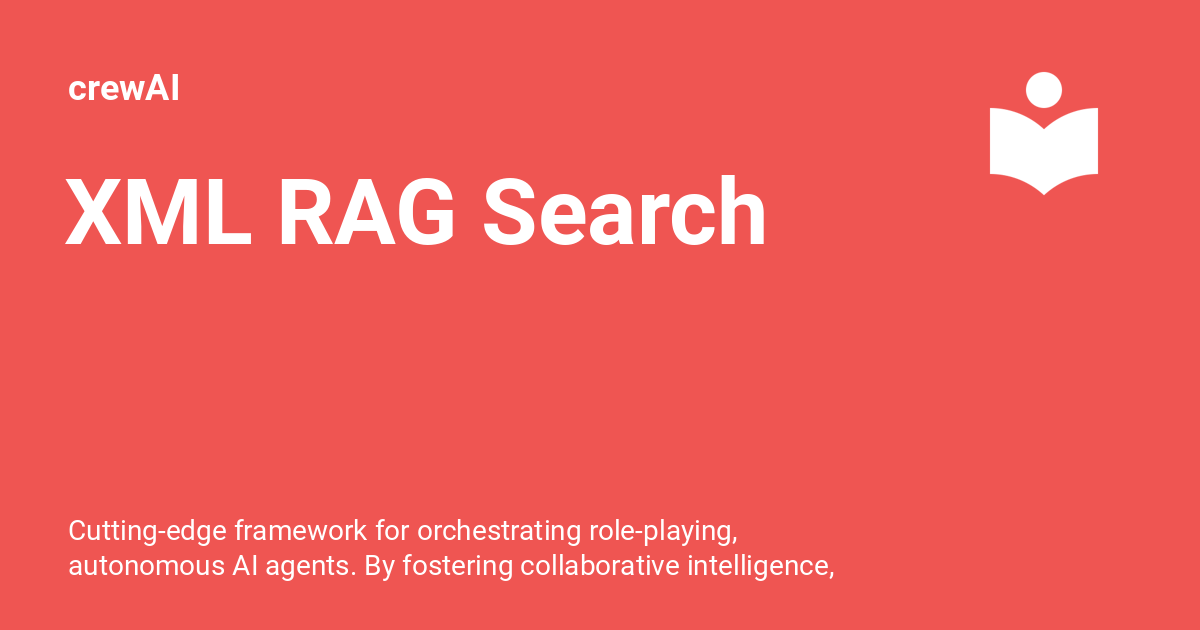 crewAI
XML RAG Search
Cutting-edge framework for orchestrating role-playing,
autonomous AI agents. By fostering collaborative intelligence,